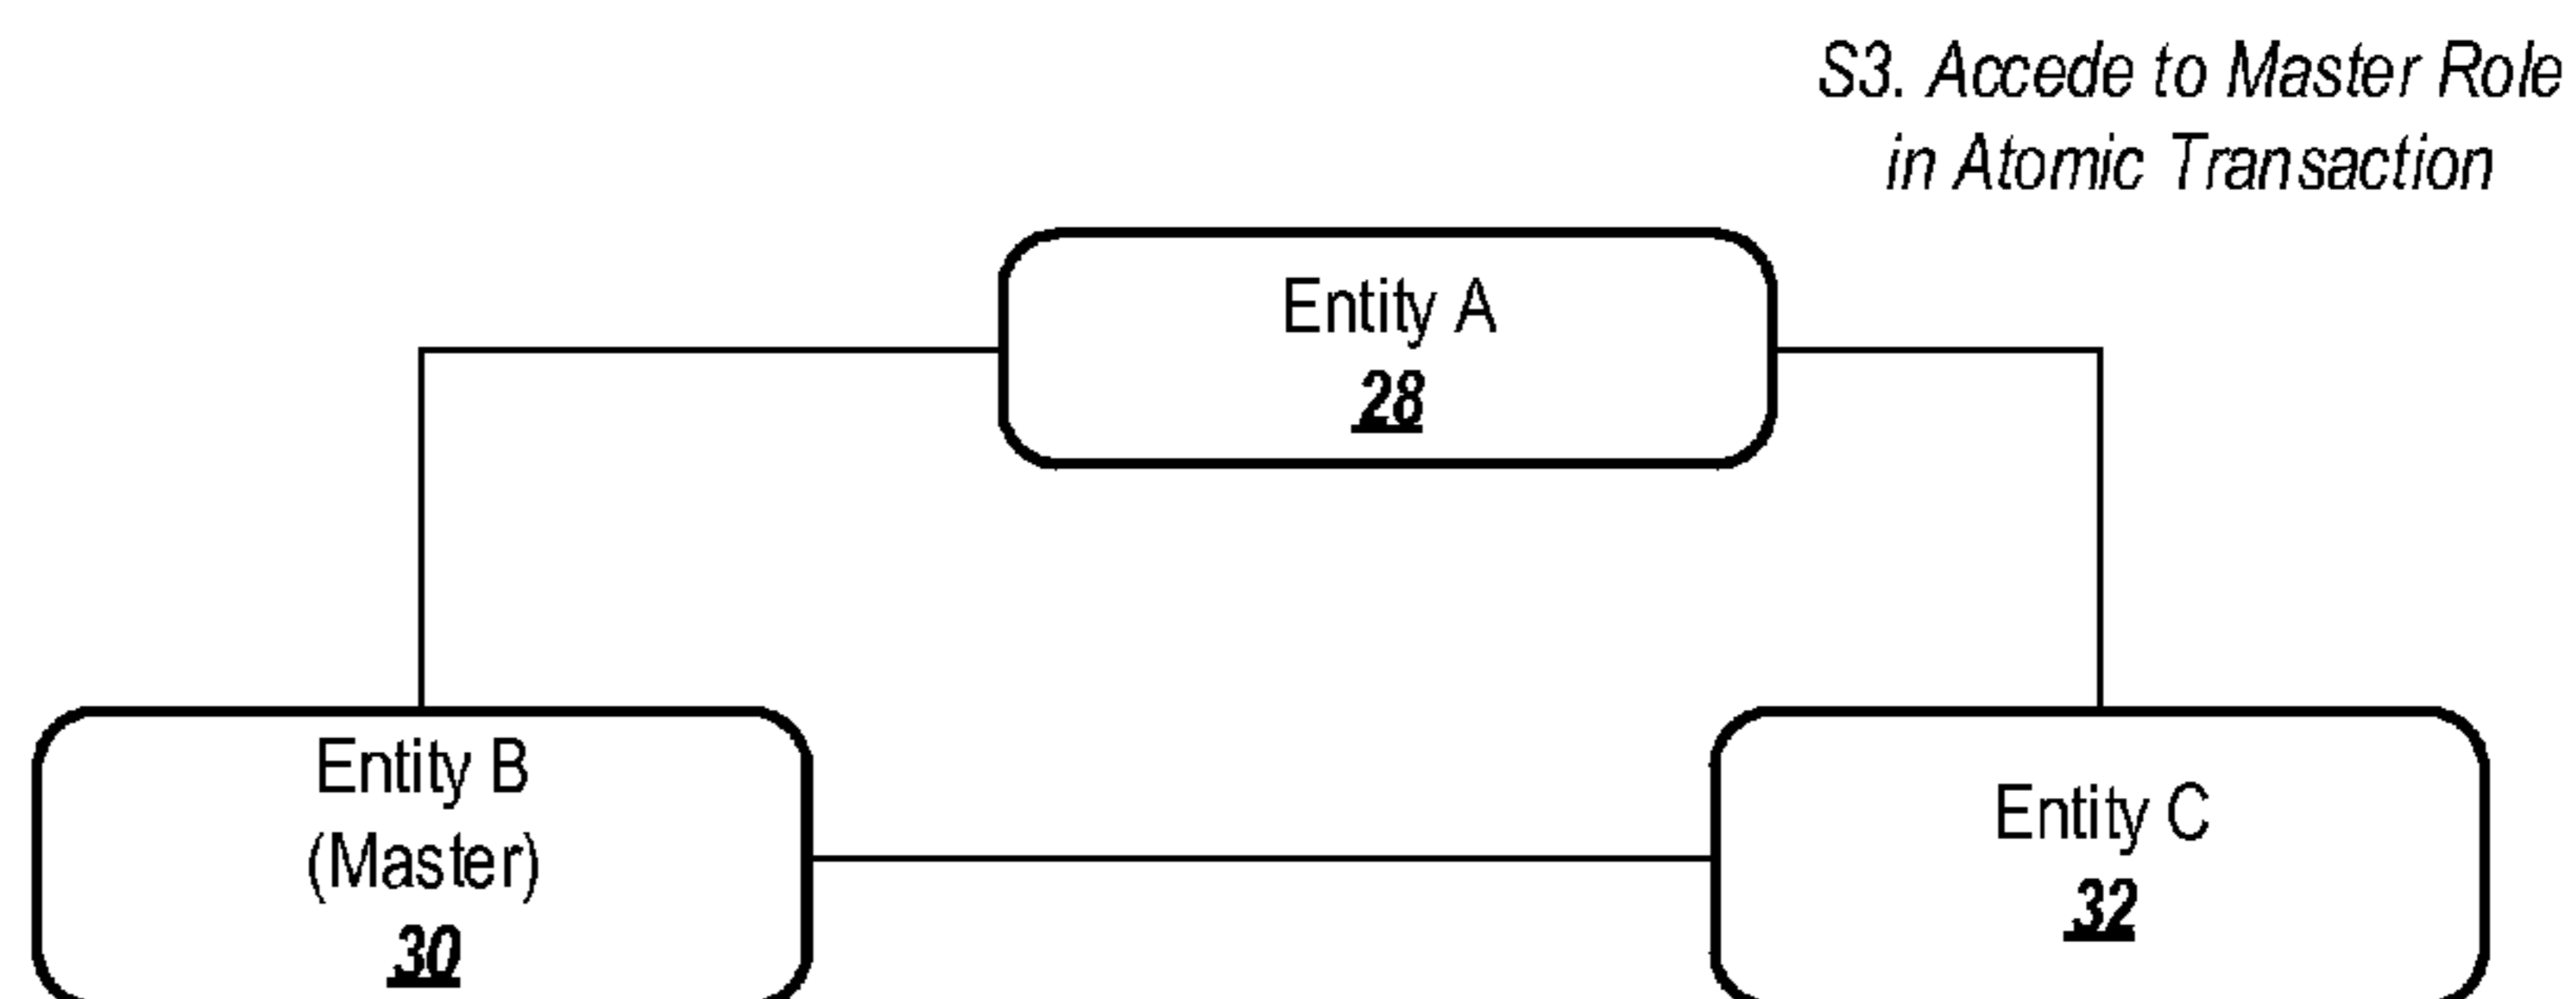 S3. Accede to Master Role
in Atomic Transaction
Entity A
28
Entity B
(Master)
30
Entity C
32